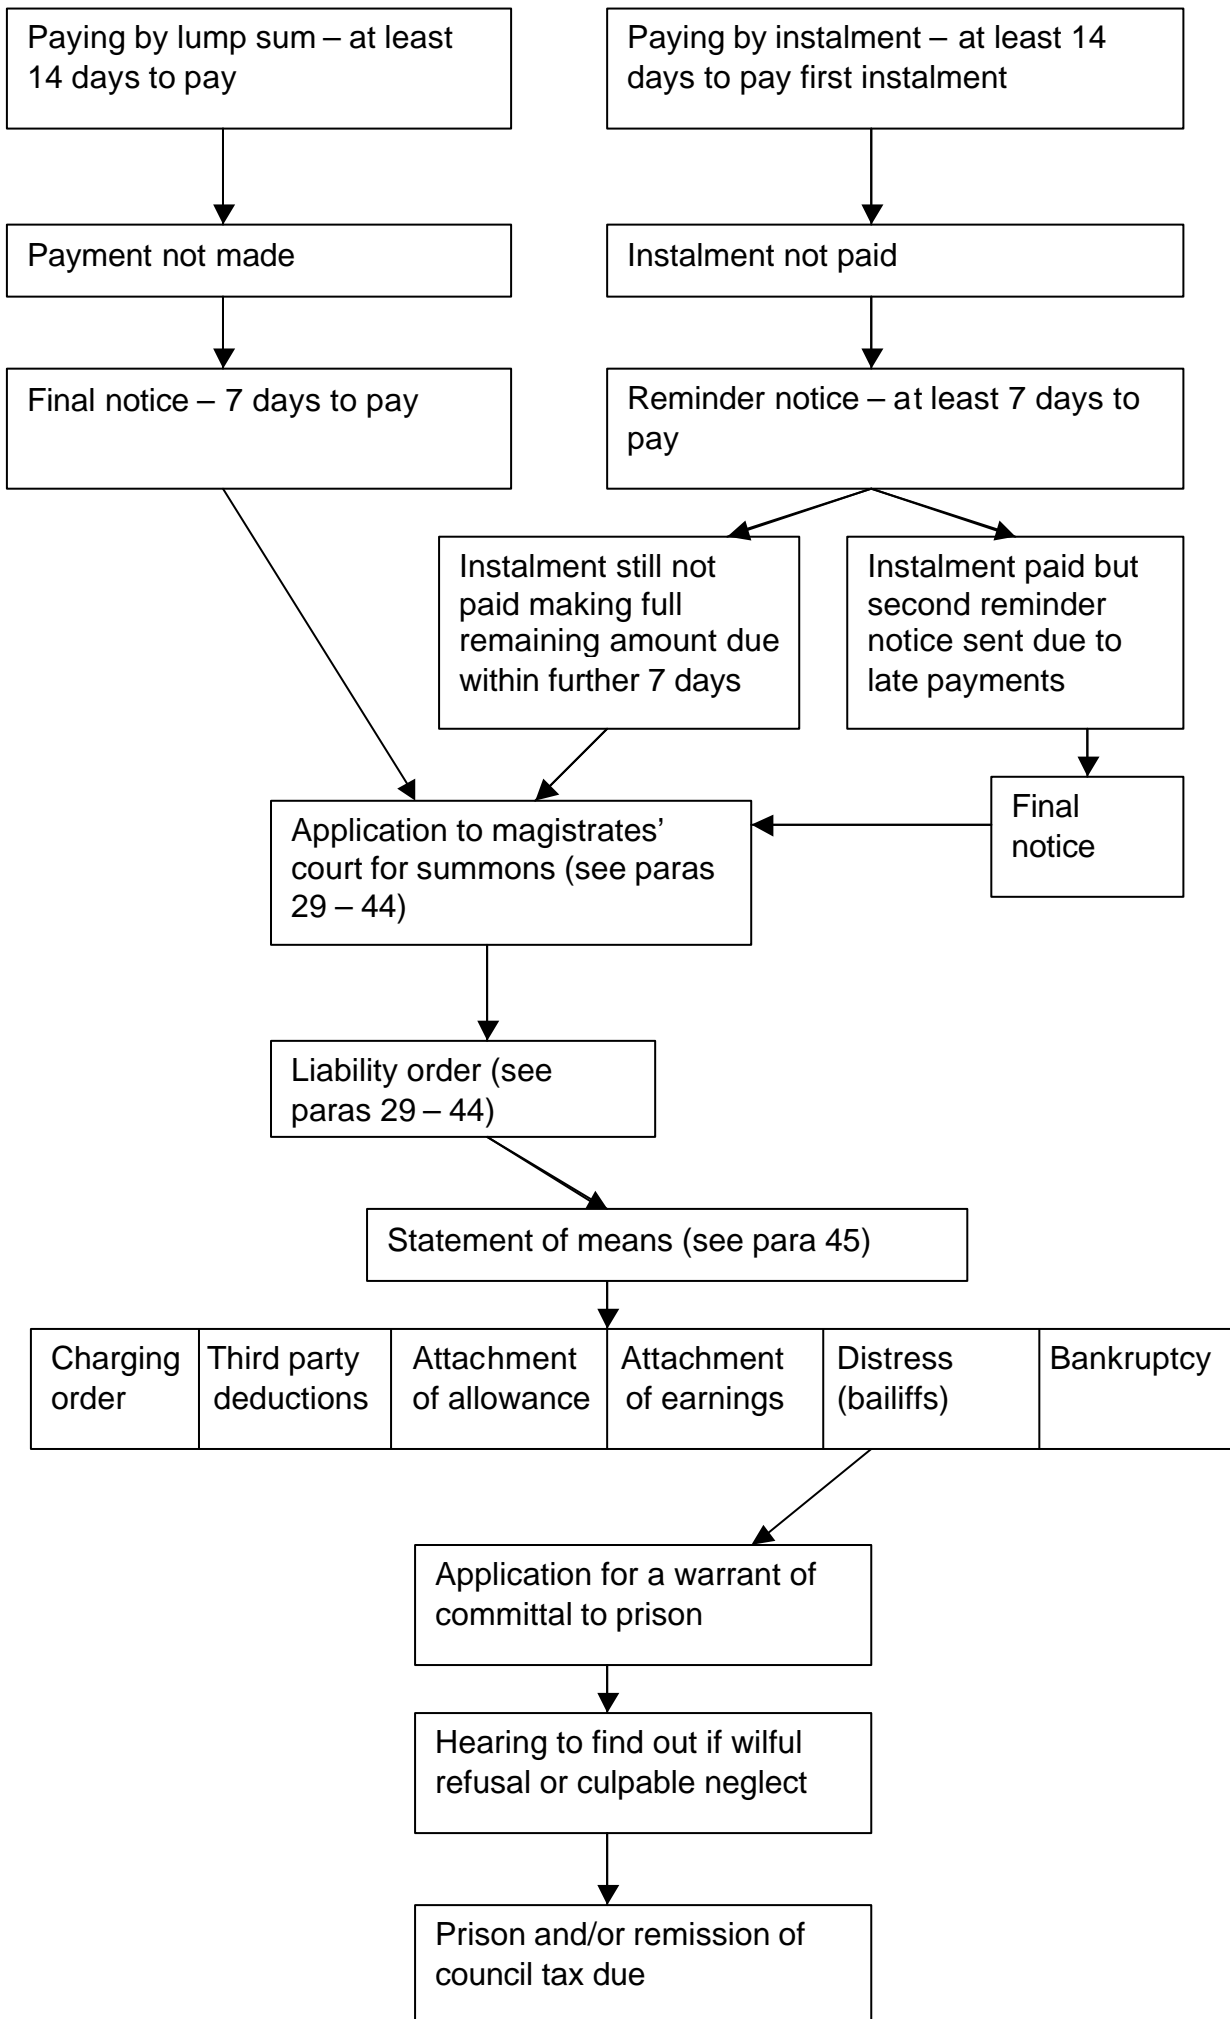 Paying by lump sum – at least
14 days to pay
Paying by instalment – at least 14
days to pay first instalment
Payment not made
Instalment not paid
Final notice – 7 days to pay
Reminder notice – at least 7 days to
pay
Instalment still not
paid making full
remaining amount due
within further 7 days
Instalment paid but
second reminder
notice sent due to
late payments
Final
notice
Application to magistrates’
court for summons (see paras
29 – 44)
Liability order (see
paras 29 – 44)
Statement of means (see para 45)
Charging
order
Third party
deductions
Attachment
of allowance
Attachment
of earnings
Distress
(bailiffs)
Bankruptcy
Application for a warrant of
committal to prison
Hearing to find out if wilful
refusal or culpable neglect
Prison and/or remission of
council tax due